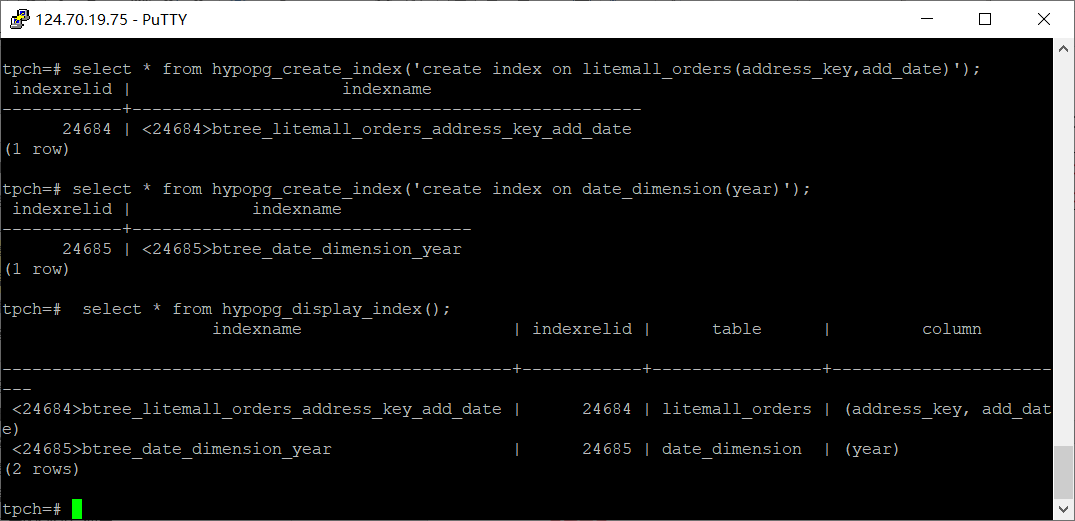 124.70.19.75 - PuTTY
tpch=# select * from hypopg_create_index('create index on litemall_orders(address_key,add_date)');
 indexrelid |                     indexname
------------+---------------------------------------------------
      24684 | <24684>btree_litemall_orders_address_key_add_date
(1 row)
tpch=# select * from hypopg_create_index('create index on date_dimension(year)');
 indexrelid |            indexname
------------+----------------------------------
      24685 | <24685>btree_date_dimension_year
(1 row)
tpch=#  select * from hypopg_display_index();
                     indexname                     | indexrelid |      table      |         column
---------------------------------------------------+------------+-----------------+----------------------
---
 <24684>btree_litemall_orders_address_key_add_date |      24684 | litemall_orders | (address_key, add_dat
e)
 <24685>btree_date_dimension_year                  |      24685 | date_dimension  | (year)
(2 rows)
tpch=#